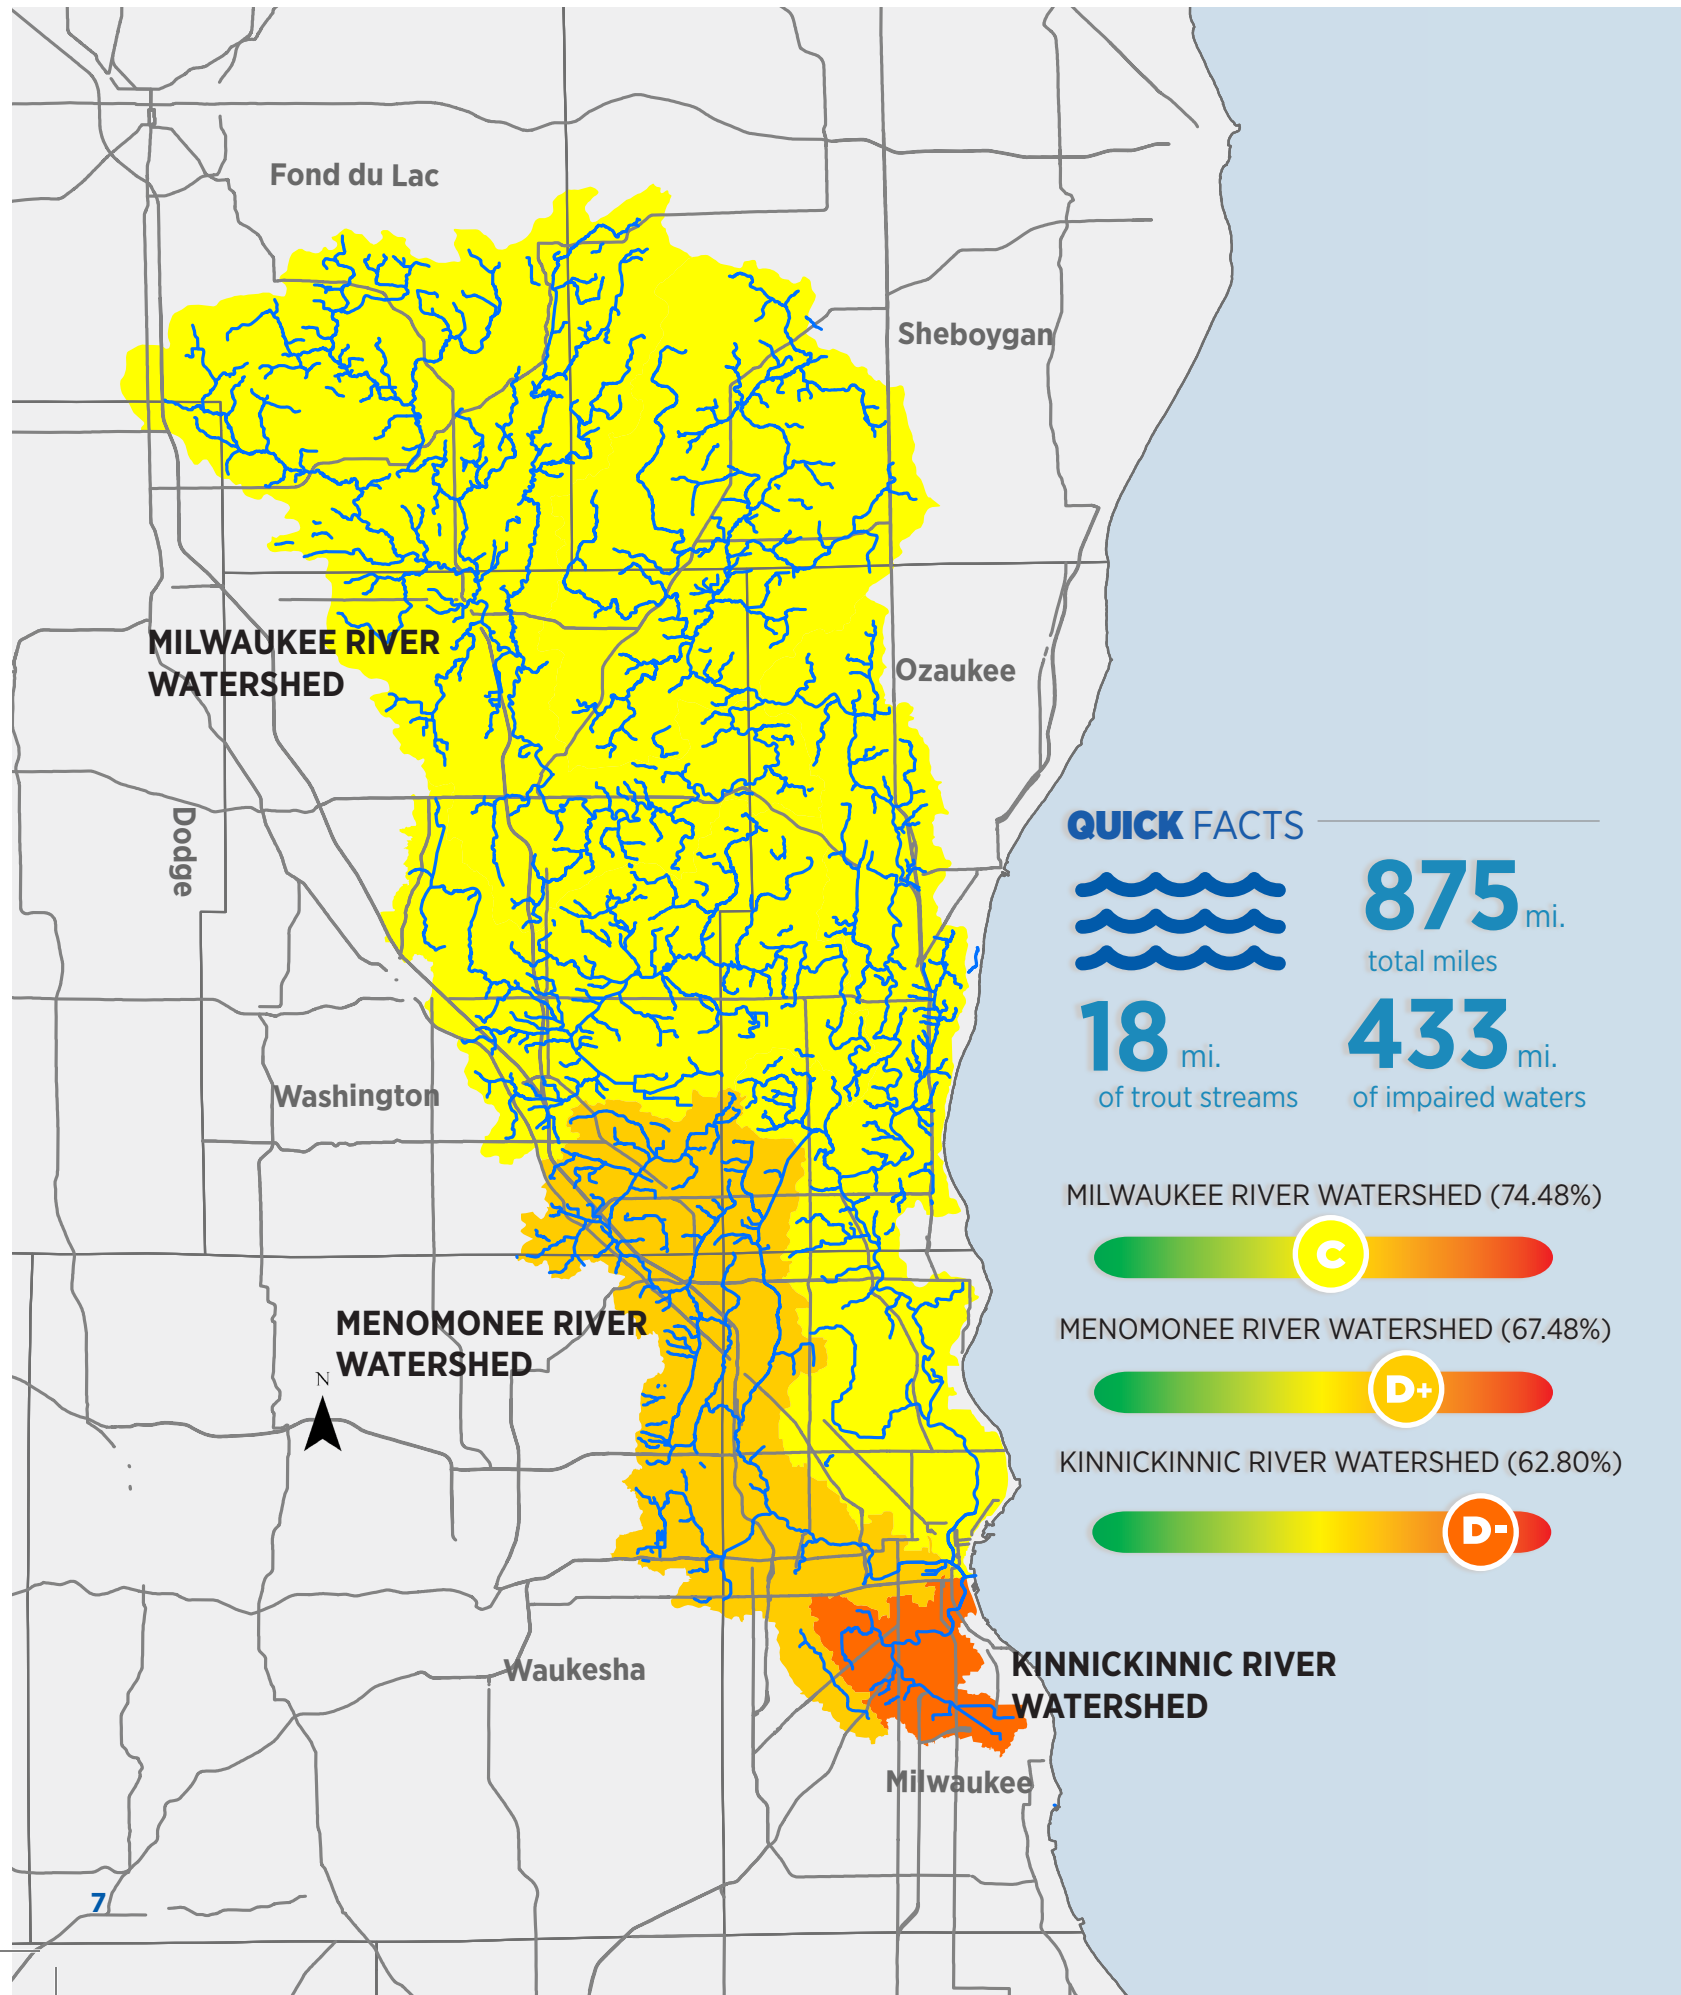 Fond du Lac
Sheboygan
MILWAUKEE RIVER
WATERSHED
Ozaukee
Dodge
QUICK FACTS
875 mi.
total miles
18 mi.
of trout streams
433 mi.
of impaired waters
Washington
MILWAUKEE RIVER WATERSHED (74.48%)
C
MENOMONEE RIVER
WATERSHED
N
MENOMONEE RIVER WATERSHED (67.48%)
D+
KINNICKINNIC RIVER WATERSHED (62.80%)
D-
Waukesha
KINNICKINNIC RIVER
WATERSHED
Milwaukee
7